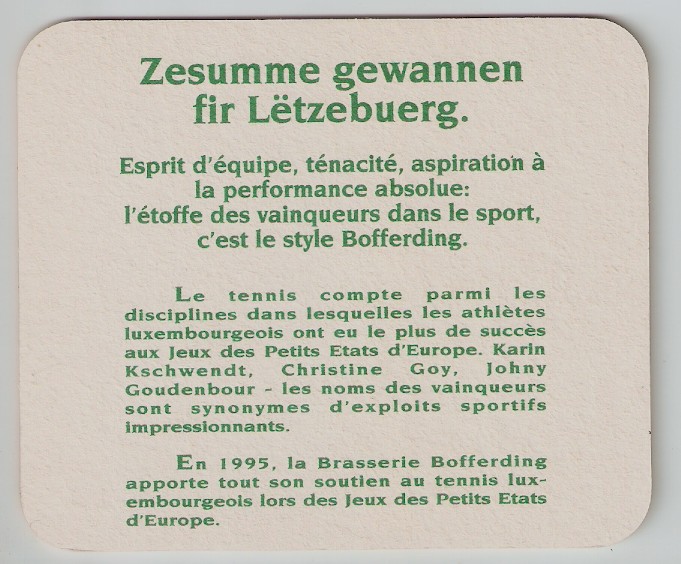 Zesumme gewannen
fir Lëtzebuerg.
Esprit d'équipe, ténacité, aspiration à
la performance absolue:
l'étoffe des vainqueurs dans le sport,
c'est le style Bofferding.
Le tennis compte parmi les
disciplines dans lesquelles les athlètes
luxembourgeois ont eu le plus de succès
aux Jeux des Petits Etats d'Europe. Karin
Kschwendt, Christine Goy, Johny
Goudenbour - les noms des vainqueurs
sont synonymes d'exploits sportifs
impressionnants.
En 1995, la Brasserie Bofferding
apporte tout son soutien au tennis lux-
embourgeois lors des Jeux des Petits Etats
d'Europe.